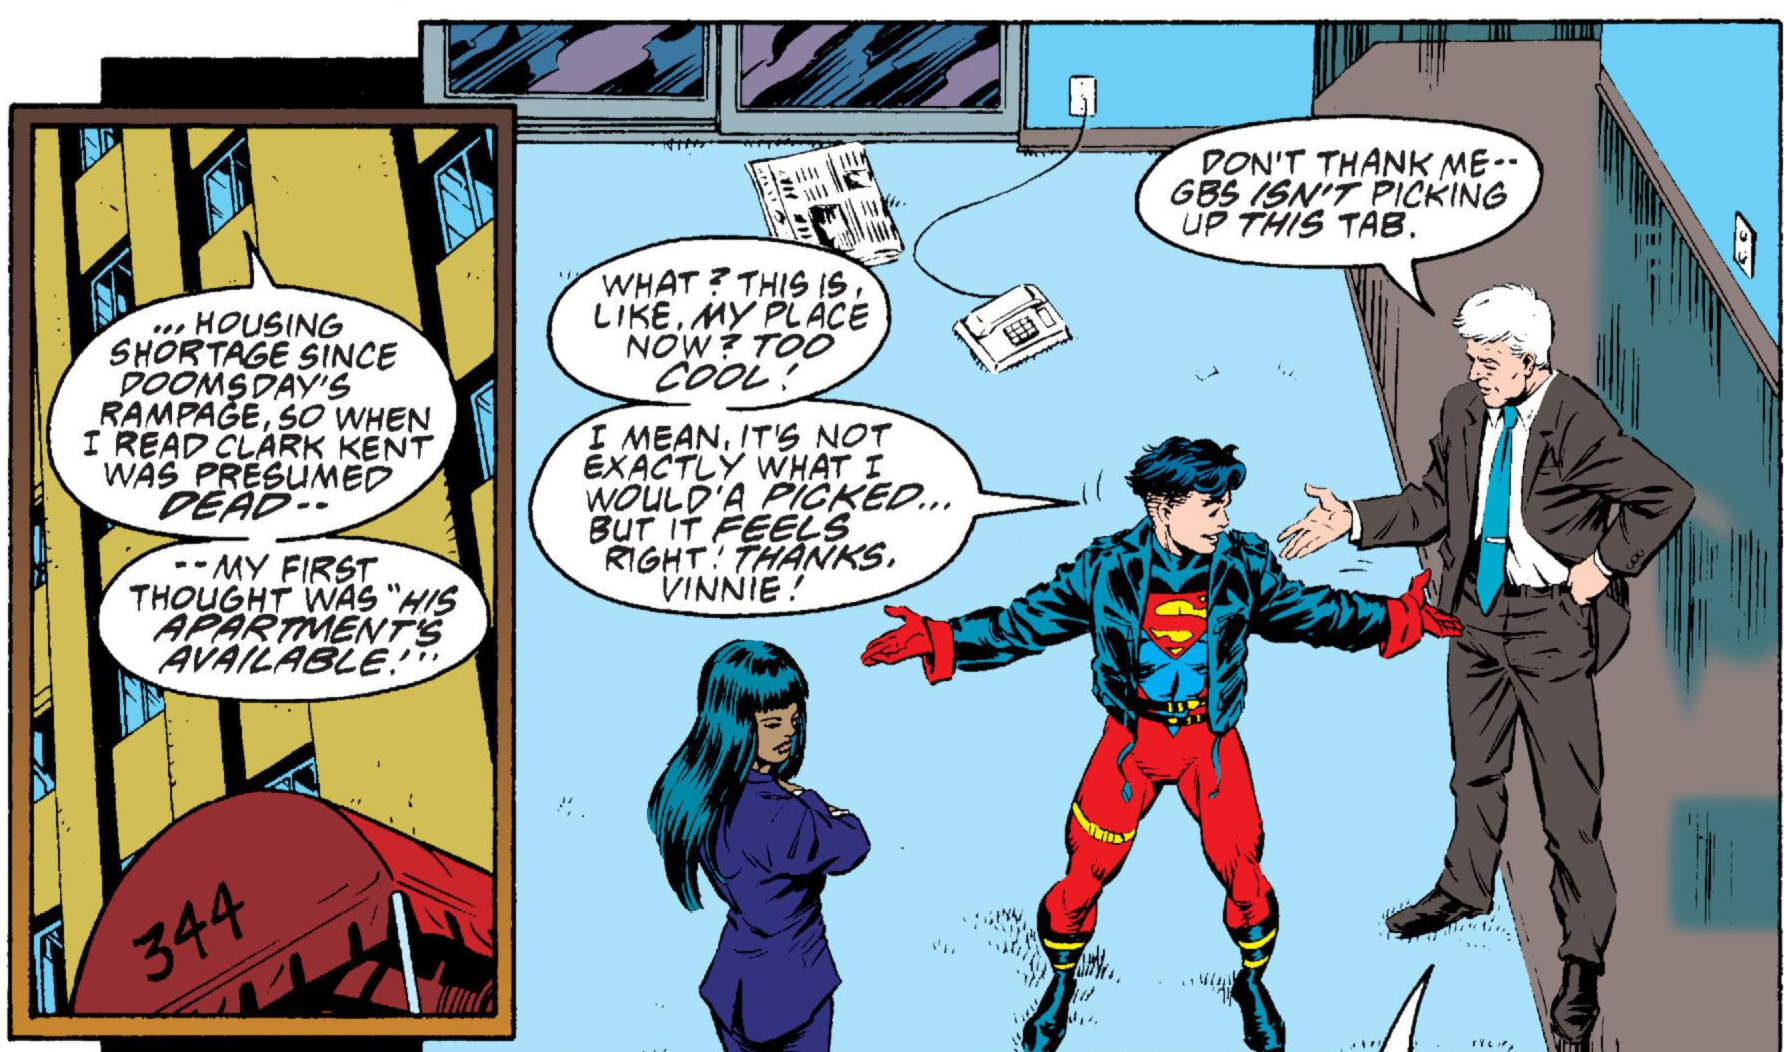 ... HOUSING
SHORTAGE SINCE
DOOMSDAY'S
RAMPAGE, SO WHEN
I READ CLARK KENT
WAS PRESUMED
DEAD--
--MY FIRST
THOUGHT WAS "HIS
APARTMENT'S
AVAILABLE!"
344
WHAT? THIS IS,
LIKE, MY PLACE
NOW? TOO
COOL!
I MEAN, IT'S NOT
EXACTLY WHAT I
WOULD'A PICKED...
BUT IT FEELS
RIGHT! THANKS,
VINNIE!
DON'T THANK ME--
GBS ISN'T PICKING
UP THIS TAB.
S